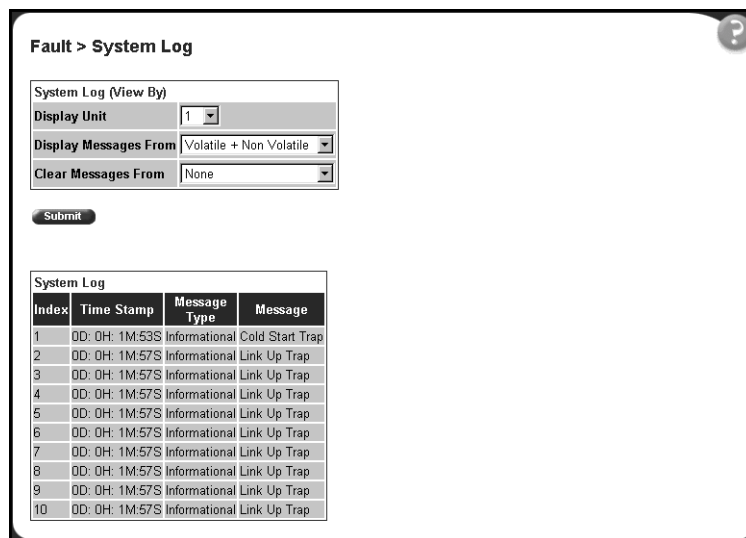 Fault > System Log
?
System Log (View By)
Display Unit 1
Display Messages From Volatile + Non Volatile
Clear Messages From None
Submit
System Log
Index Time Stamp Message Type Message
1 0D: 0H: 1M:53S Informational Cold Start Trap
2 0D: 0H: 1M:57S Informational Link Up Trap
3 0D: 0H: 1M:57S Informational Link Up Trap
4 0D: 0H: 1M:57S Informational Link Up Trap
5 0D: 0H: 1M:57S Informational Link Up Trap
6 0D: 0H: 1M:57S Informational Link Up Trap
7 0D: 0H: 1M:57S Informational Link Up Trap
8 0D: 0H: 1M:57S Informational Link Up Trap
9 0D: 0H: 1M:57S Informational Link Up Trap
10 0D: 0H: 1M:57S Informational Link Up Trap